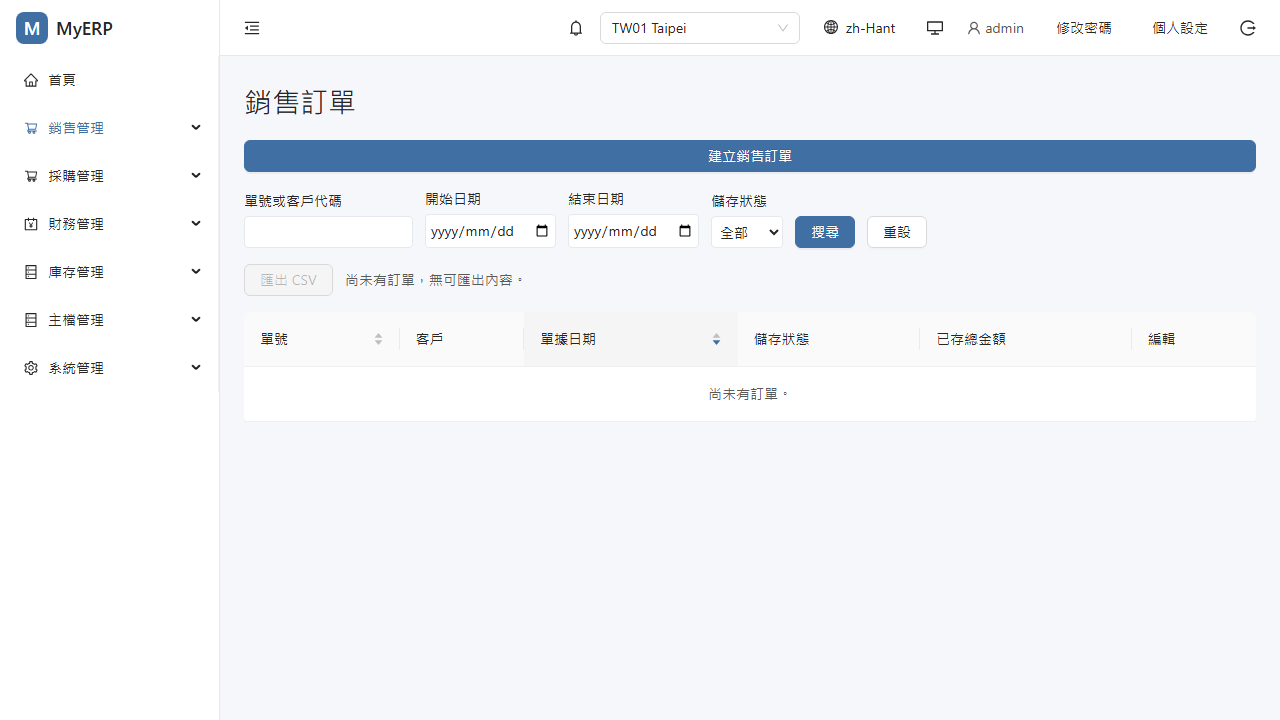 M MyERP
TW01 Taipei
zh-Hant
admin
修改密碼
個人設定
首頁
銷售管理
採購管理
財務管理
庫存管理
主檔管理
系統管理
銷售訂單
建立銷售訂單
單號或客戶代碼
開始日期
結束日期
儲存狀態
yyyy/mm/dd
yyyy/mm/dd
全部
搜尋
重設
匯出 CSV
尚未有訂單，無可匯出內容。
單號 客戶 單據日期 儲存狀態 已存總金額 編輯
尚未有訂單。